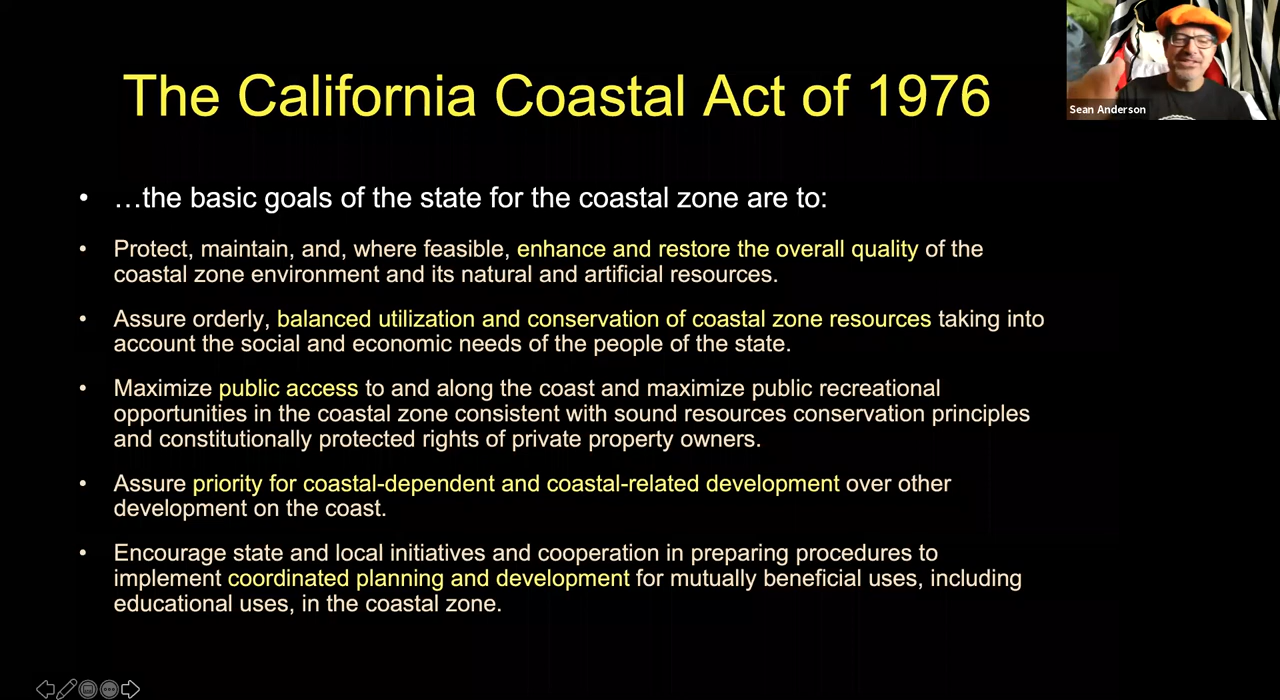 The California Coastal Act of 1976
Sean Anderson
• …the basic goals of the state for the coastal zone are to:
• Protect, maintain, and, where feasible, enhance and restore the overall quality of the
coastal zone environment and its natural and artificial resources.
• Assure orderly, balanced utilization and conservation of coastal zone resources taking into
account the social and economic needs of the people of the state.
• Maximize public access to and along the coast and maximize public recreational
opportunities in the coastal zone consistent with sound resources conservation principles
and constitutionally protected rights of private property owners.
• Assure priority for coastal-dependent and coastal-related development over other
development on the coast.
• Encourage state and local initiatives and cooperation in preparing procedures to
implement coordinated planning and development for mutually beneficial uses, including
educational uses, in the coastal zone.